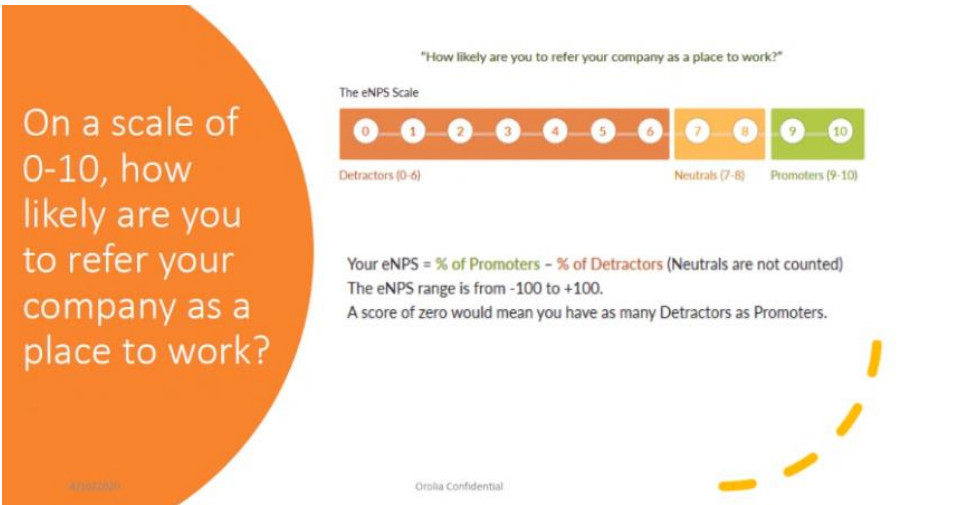 On a scale of
0-10, how
likely are you
to refer your
company as a
place to work?
"How likely are you to refer your company as a place to work?"
The eNPS Scale
0 1 2 3 4 5 6 7 8 9 10
Detractors (0-6) Neutrals (7-8) Promoters (9-10)
Your eNPS = % of Promoters – % of Detractors (Neutrals are not counted)
The eNPS range is from -100 to +100.
A score of zero would mean you have as many Detractors as Promoters.
Orolia Confidential